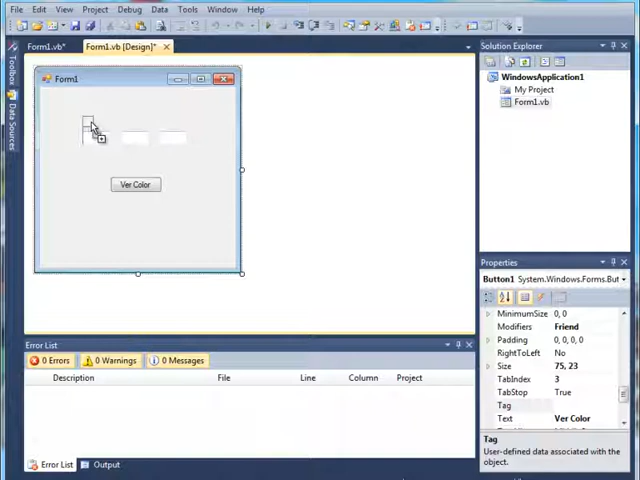 File Edit View Project Build Debug Data Tools Window Help
Form1.vb* Form1.vb [Design]* Solution Explorer
Toolbox
Data Sources
Form1
WindowsApplication1
My Project
Form1.vb
Ver Color
Properties
Button1 System.Windows.Forms.But
MinimumSize 0, 0
Modifiers Friend
Padding 0, 0, 0, 0
RightToLeft No
Size 75, 23
TabIndex 3
TabStop True
Tag
Text Ver Color
Tag
User-defined data associated with the
object.
Error List
0 Errors 0 Warnings 0 Messages
Description File Line Column Project
Error List Output